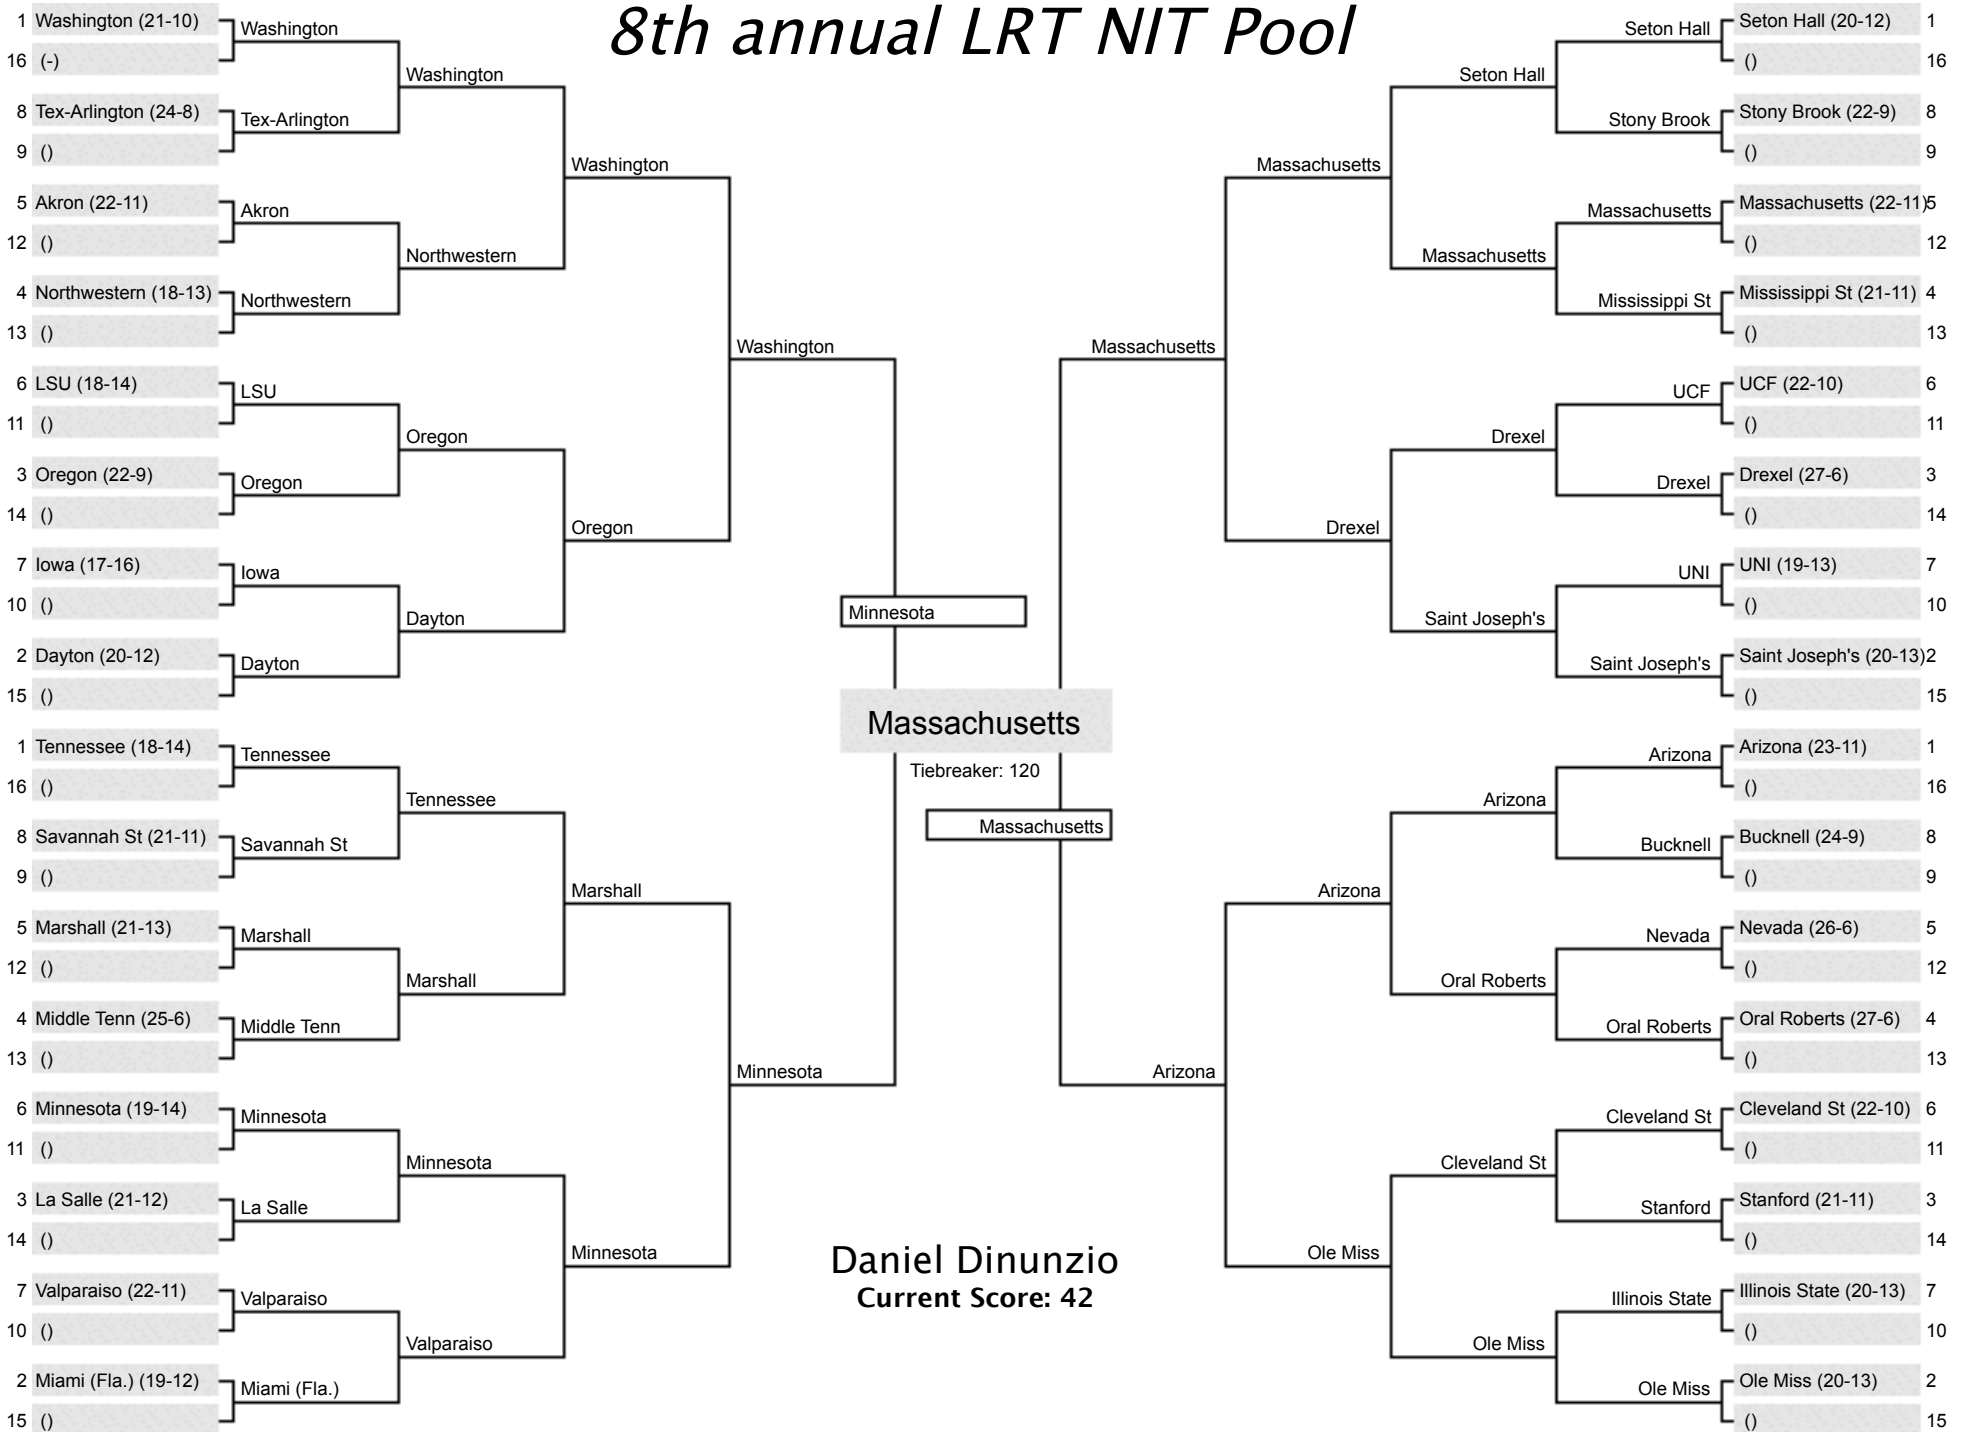 8th annual LRT NIT Pool
1 Washington (21-10)
16 (-)
8 Tex-Arlington (24-8)
9 ()
5 Akron (22-11)
12 ()
4 Northwestern (18-13)
13 ()
6 LSU (18-14)
11 ()
3 Oregon (22-9)
14 ()
7 Iowa (17-16)
10 ()
2 Dayton (20-12)
15 ()
1 Tennessee (18-14)
16 ()
8 Savannah St (21-11)
9 ()
5 Marshall (21-13)
12 ()
4 Middle Tenn (25-6)
13 ()
6 Minnesota (19-14)
11 ()
3 La Salle (21-12)
14 ()
7 Valparaiso (22-11)
10 ()
2 Miami (Fla.) (19-12)
15 ()
Washington
Tex-Arlington
Akron
Northwestern
LSU
Oregon
Iowa
Dayton
Tennessee
Savannah St
Marshall
Middle Tenn
Minnesota
La Salle
Valparaiso
Miami (Fla.)
Washington
Northwestern
Oregon
Dayton
Tennessee
Marshall
Minnesota
Valparaiso
Washington
Oregon
Marshall
Minnesota
Washington
Minnesota
Minnesota
Massachusetts
Tiebreaker: 120
Massachusetts
Daniel Dinunzio
Current Score: 42
Massachusetts
Arizona
Massachusetts
Drexel
Arizona
Ole Miss
Seton Hall
Massachusetts
Drexel
Saint Joseph's
Arizona
Oral Roberts
Cleveland St
Ole Miss
Seton Hall
Stony Brook
Massachusetts
Mississippi St
UCF
Drexel
UNI
Saint Joseph's
Arizona
Bucknell
Nevada
Oral Roberts
Cleveland St
Stanford
Illinois State
Ole Miss
Seton Hall (20-12) 1
() 16
Stony Brook (22-9) 8
() 9
Massachusetts (22-11) 5
() 12
Mississippi St (21-11) 4
() 13
UCF (22-10) 6
() 11
Drexel (27-6) 3
() 14
UNI (19-13) 7
() 10
Saint Joseph's (20-13) 2
() 15
Arizona (23-11) 1
() 16
Bucknell (24-9) 8
() 9
Nevada (26-6) 5
() 12
Oral Roberts (27-6) 4
() 13
Cleveland St (22-10) 6
() 11
Stanford (21-11) 3
() 14
Illinois State (20-13) 7
() 10
Ole Miss (20-13) 2
() 15